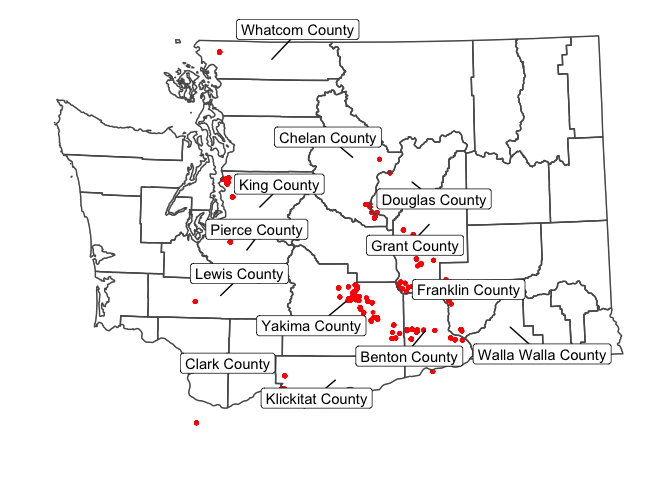 Whatcom County
Chelan County
King County
Douglas County
Pierce County
Grant County
Lewis County
Franklin County
Yakima County
Benton County
Walla Walla County
Clark County
Klickitat County